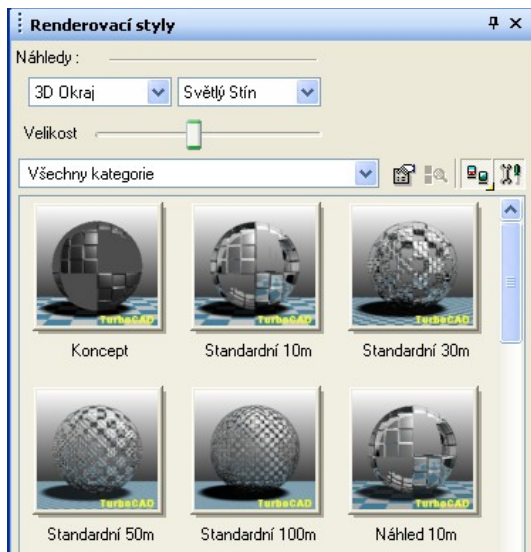 Renderovací styly
Náhledy :
3D Okraj Světlý Stín
Velikost
Všechny kategorie
TurboCAD TurboCAD TurboCAD
Koncept Standardní 10m Standardní 30m
TurboCAD TurboCAD TurboCAD
Standardní 50m Standardní 100m Náhled 10m